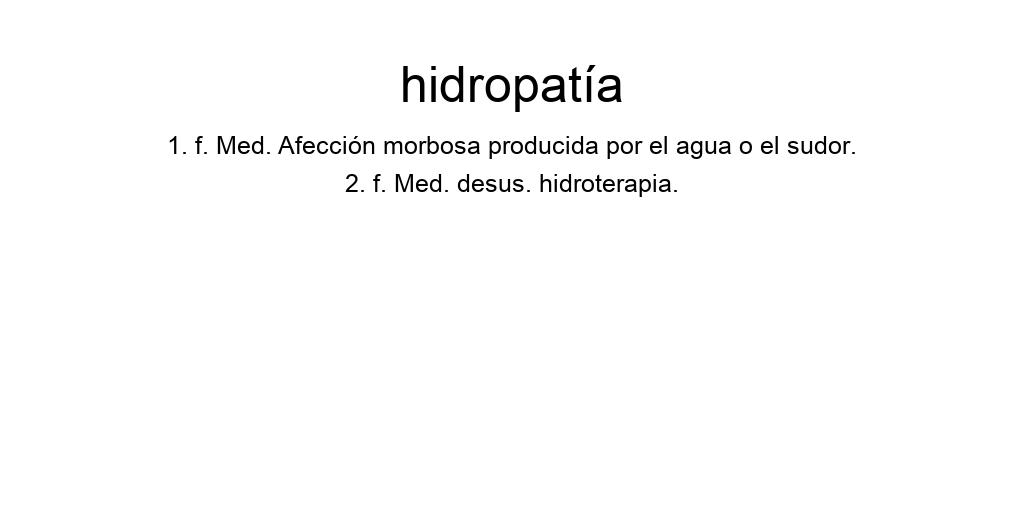 hidropatía
1. f. Med. Afección morbosa producida por el agua o el sudor.
2. f. Med. desus. hidroterapia.